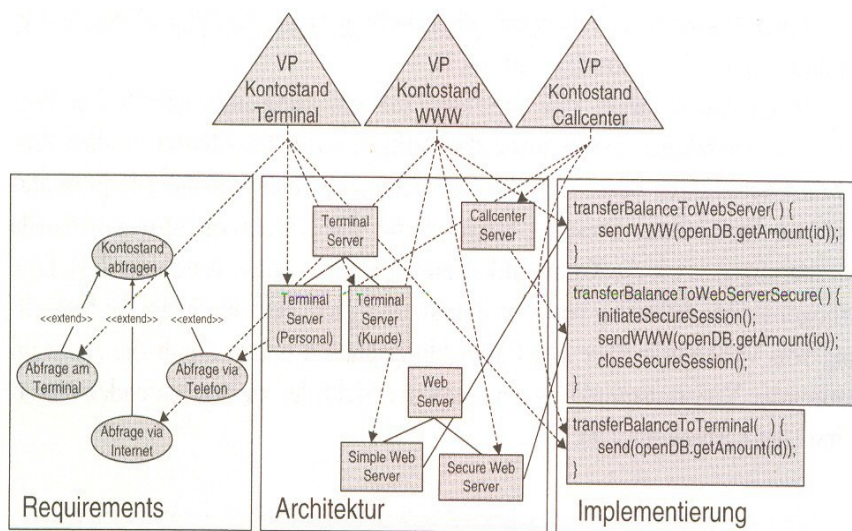 VP
Kontostand
Terminal
VP
Kontostand
WWW
VP
Kontostand
Callcenter
Kontostand
abfragen
<<extend>>
<<extend>>
<<extend>>
Abfrage am
Terminal
Abfrage via
Telefon
Abfrage via
Internet
Requirements
Terminal
Server
Callcenter
Server
Terminal
Server
(Personal)
Terminal
Server
(Kunde)
Web
Server
Simple Web
Server
Secure Web
Server
Architektur
transferBalanceToWebServer( ) {
sendWWW(openDB.getAmount(id));
}
transferBalanceToWebServerSecure( ) {
initiateSecureSession();
sendWWW(openDB.getAmount(id));
closeSecureSession();
}
transferBalanceToTerminal( ) {
send(openDB.getAmount(id));
}
Implementierung